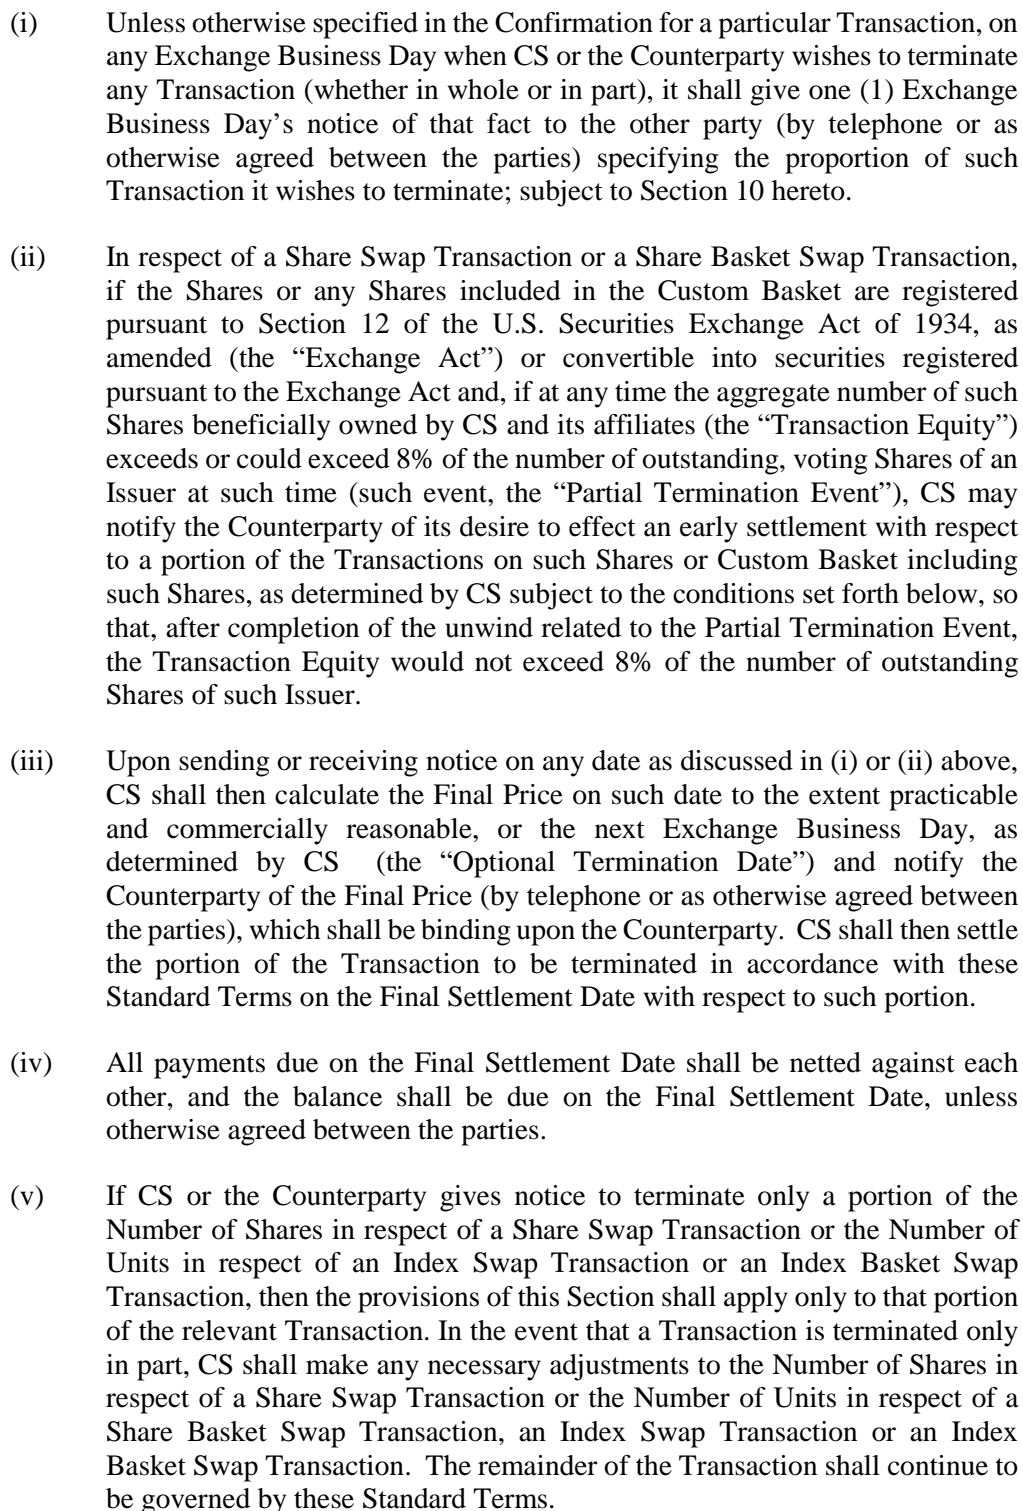 (i) Unless otherwise specified in the Confirmation for a particular Transaction, on
any Exchange Business Day when CS or the Counterparty wishes to terminate
any Transaction (whether in whole or in part), it shall give one (1) Exchange
Business Day’s notice of that fact to the other party (by telephone or as
otherwise agreed between the parties) specifying the proportion of such
Transaction it wishes to terminate; subject to Section 10 hereto.
(ii) In respect of a Share Swap Transaction or a Share Basket Swap Transaction,
if the Shares or any Shares included in the Custom Basket are registered
pursuant to Section 12 of the U.S. Securities Exchange Act of 1934, as
amended (the “Exchange Act”) or convertible into securities registered
pursuant to the Exchange Act and, if at any time the aggregate number of such
Shares beneficially owned by CS and its affiliates (the “Transaction Equity”)
exceeds or could exceed 8% of the number of outstanding, voting Shares of an
Issuer at such time (such event, the “Partial Termination Event”), CS may
notify the Counterparty of its desire to effect an early settlement with respect
to a portion of the Transactions on such Shares or Custom Basket including
such Shares, as determined by CS subject to the conditions set forth below, so
that, after completion of the unwind related to the Partial Termination Event,
the Transaction Equity would not exceed 8% of the number of outstanding
Shares of such Issuer.
(iii) Upon sending or receiving notice on any date as discussed in (i) or (ii) above,
CS shall then calculate the Final Price on such date to the extent practicable
and commercially reasonable, or the next Exchange Business Day, as
determined by CS (the “Optional Termination Date”) and notify the
Counterparty of the Final Price (by telephone or as otherwise agreed between
the parties), which shall be binding upon the Counterparty. CS shall then settle
the portion of the Transaction to be terminated in accordance with these
Standard Terms on the Final Settlement Date with respect to such portion.
(iv) All payments due on the Final Settlement Date shall be netted against each
other, and the balance shall be due on the Final Settlement Date, unless
otherwise agreed between the parties.
(v) If CS or the Counterparty gives notice to terminate only a portion of the
Number of Shares in respect of a Share Swap Transaction or the Number of
Units in respect of an Index Swap Transaction or an Index Basket Swap
Transaction, then the provisions of this Section shall apply only to that portion
of the relevant Transaction. In the event that a Transaction is terminated only
in part, CS shall make any necessary adjustments to the Number of Shares in
respect of a Share Swap Transaction or the Number of Units in respect of a
Share Basket Swap Transaction, an Index Swap Transaction or an Index
Basket Swap Transaction. The remainder of the Transaction shall continue to
be governed by these Standard Terms.